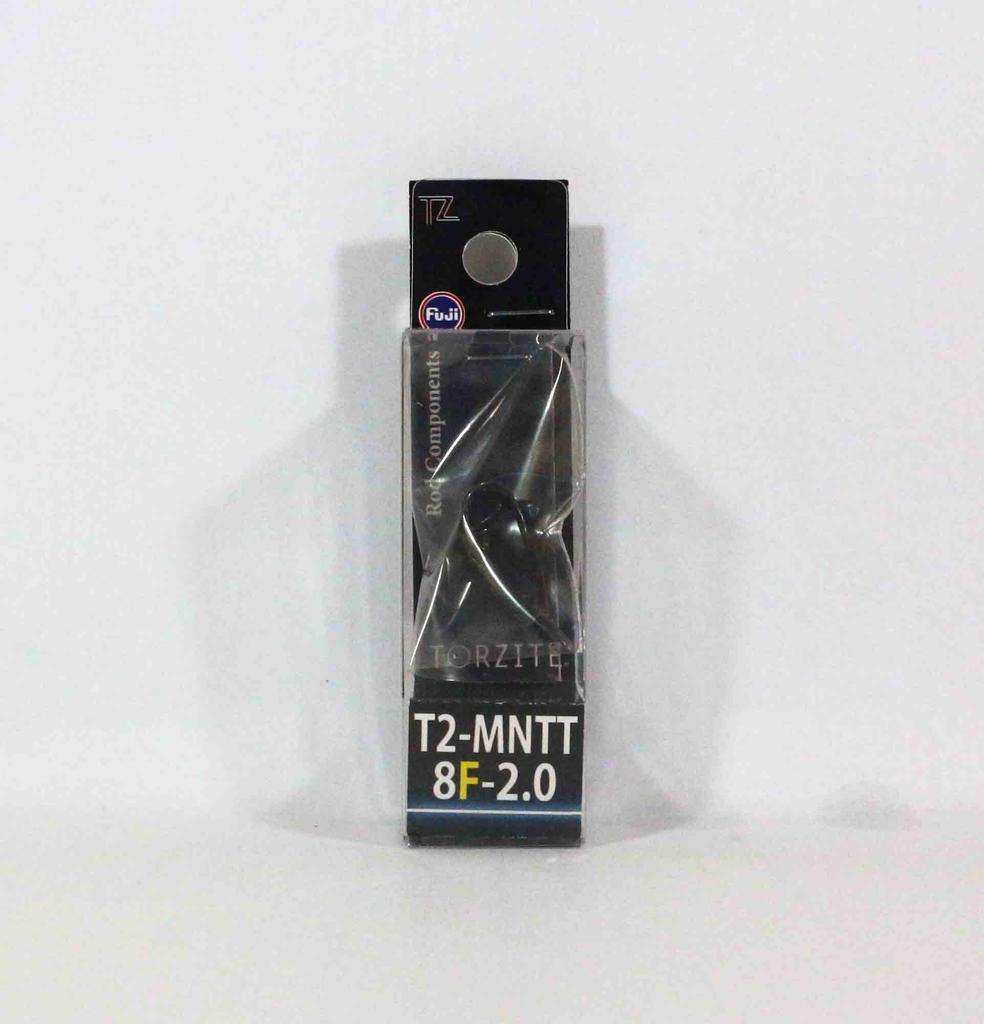 TZ
Fuji
Rod Components
TORZITE
T2-MNTT
8F-2.0